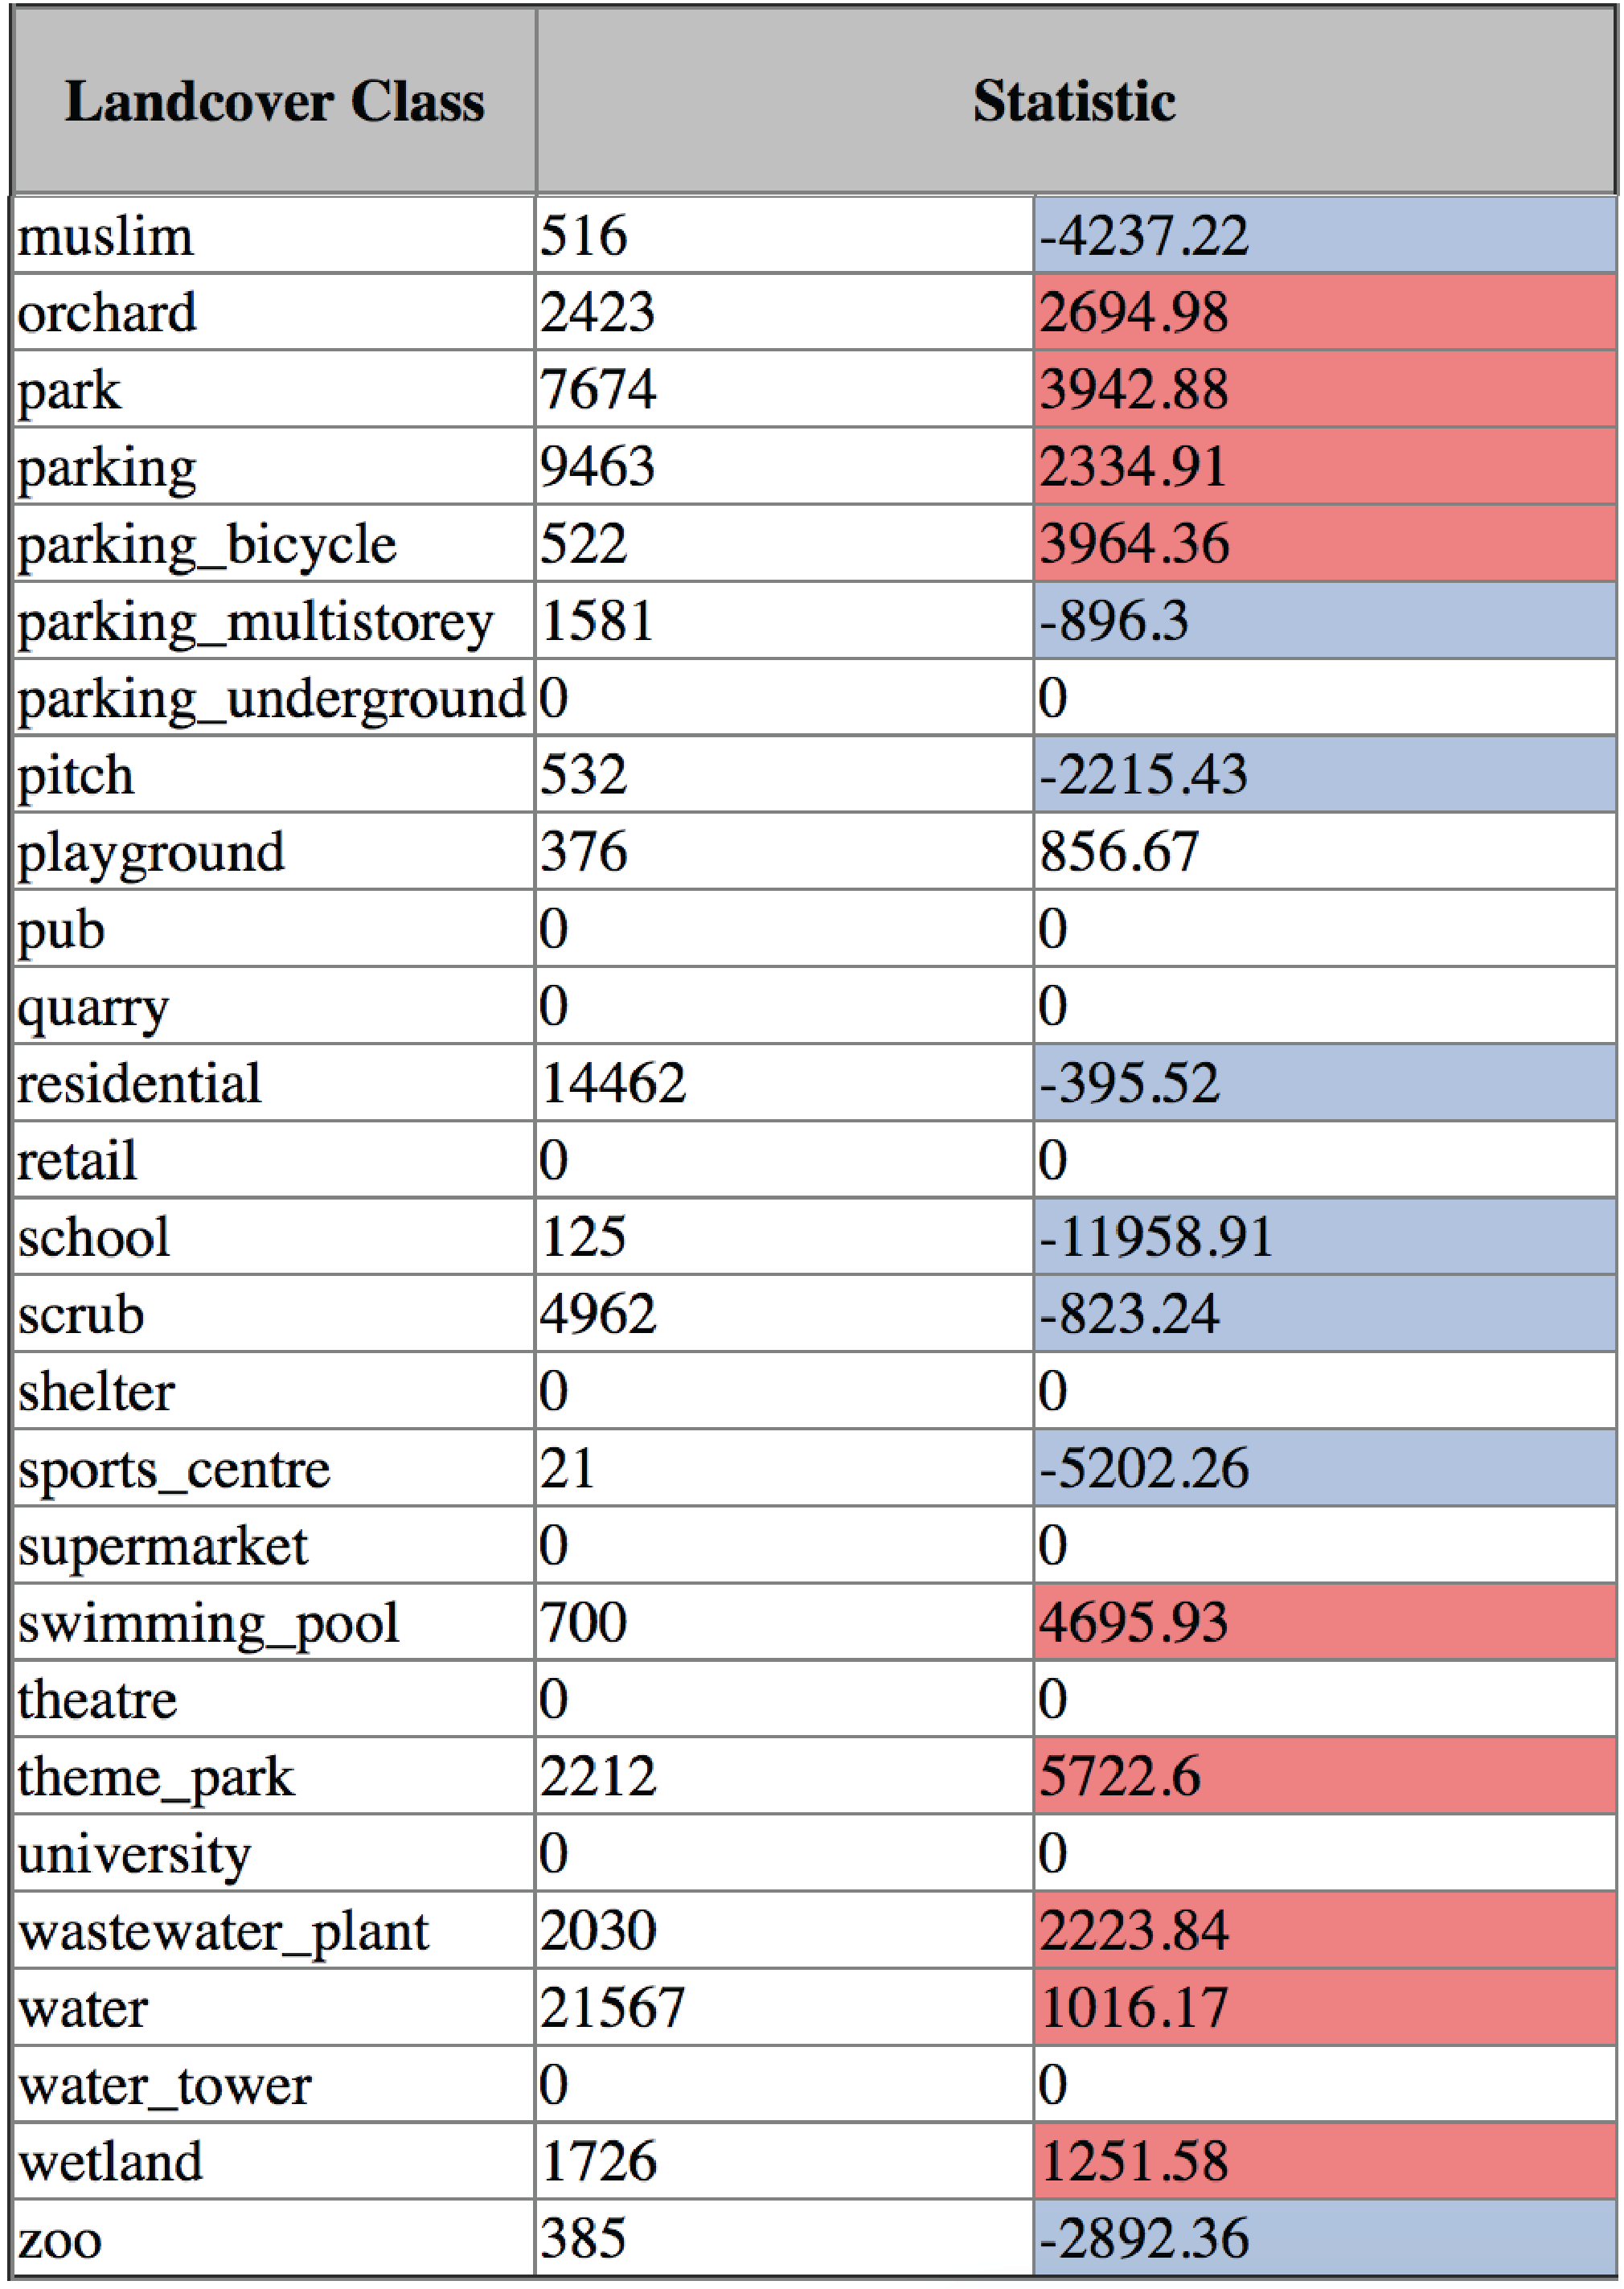 Landcover Class Statistic
muslim 516 -4237.22
orchard 2423 2694.98
park 7674 3942.88
parking 9463 2334.91
parking_bicycle 522 3964.36
parking_multistorey 1581 -896.3
parking_underground 0 0
pitch 532 -2215.43
playground 376 856.67
pub 0 0
quarry 0 0
residential 14462 -395.52
retail 0 0
school 125 -11958.91
scrub 4962 -823.24
shelter 0 0
sports_centre 21 -5202.26
supermarket 0 0
swimming_pool 700 4695.93
theatre 0 0
theme_park 2212 5722.6
university 0 0
wastewater_plant 2030 2223.84
water 21567 1016.17
water_tower 0 0
wetland 1726 1251.58
zoo 385 -2892.36